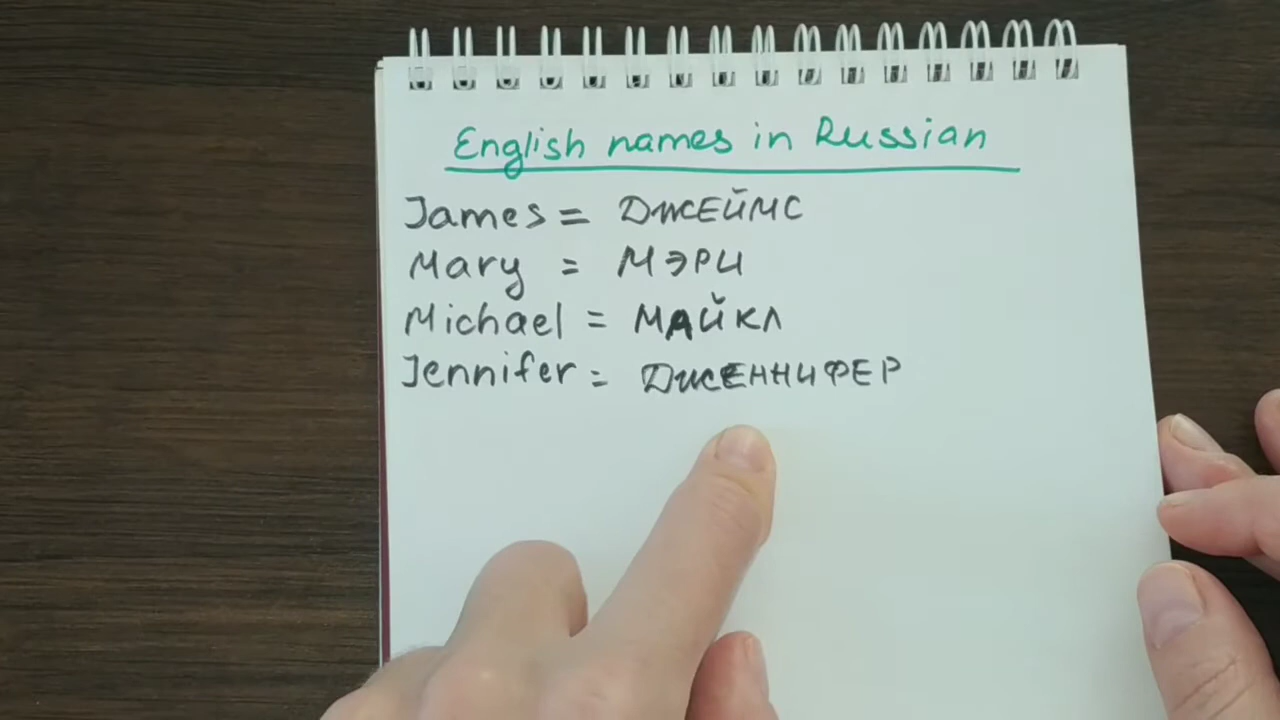 English names in Russian
James = ДЖЕЙМС
Mary = МЭРИ
Michael = МАЙКЛ
Jennifer = ДЖЕННИФЕР